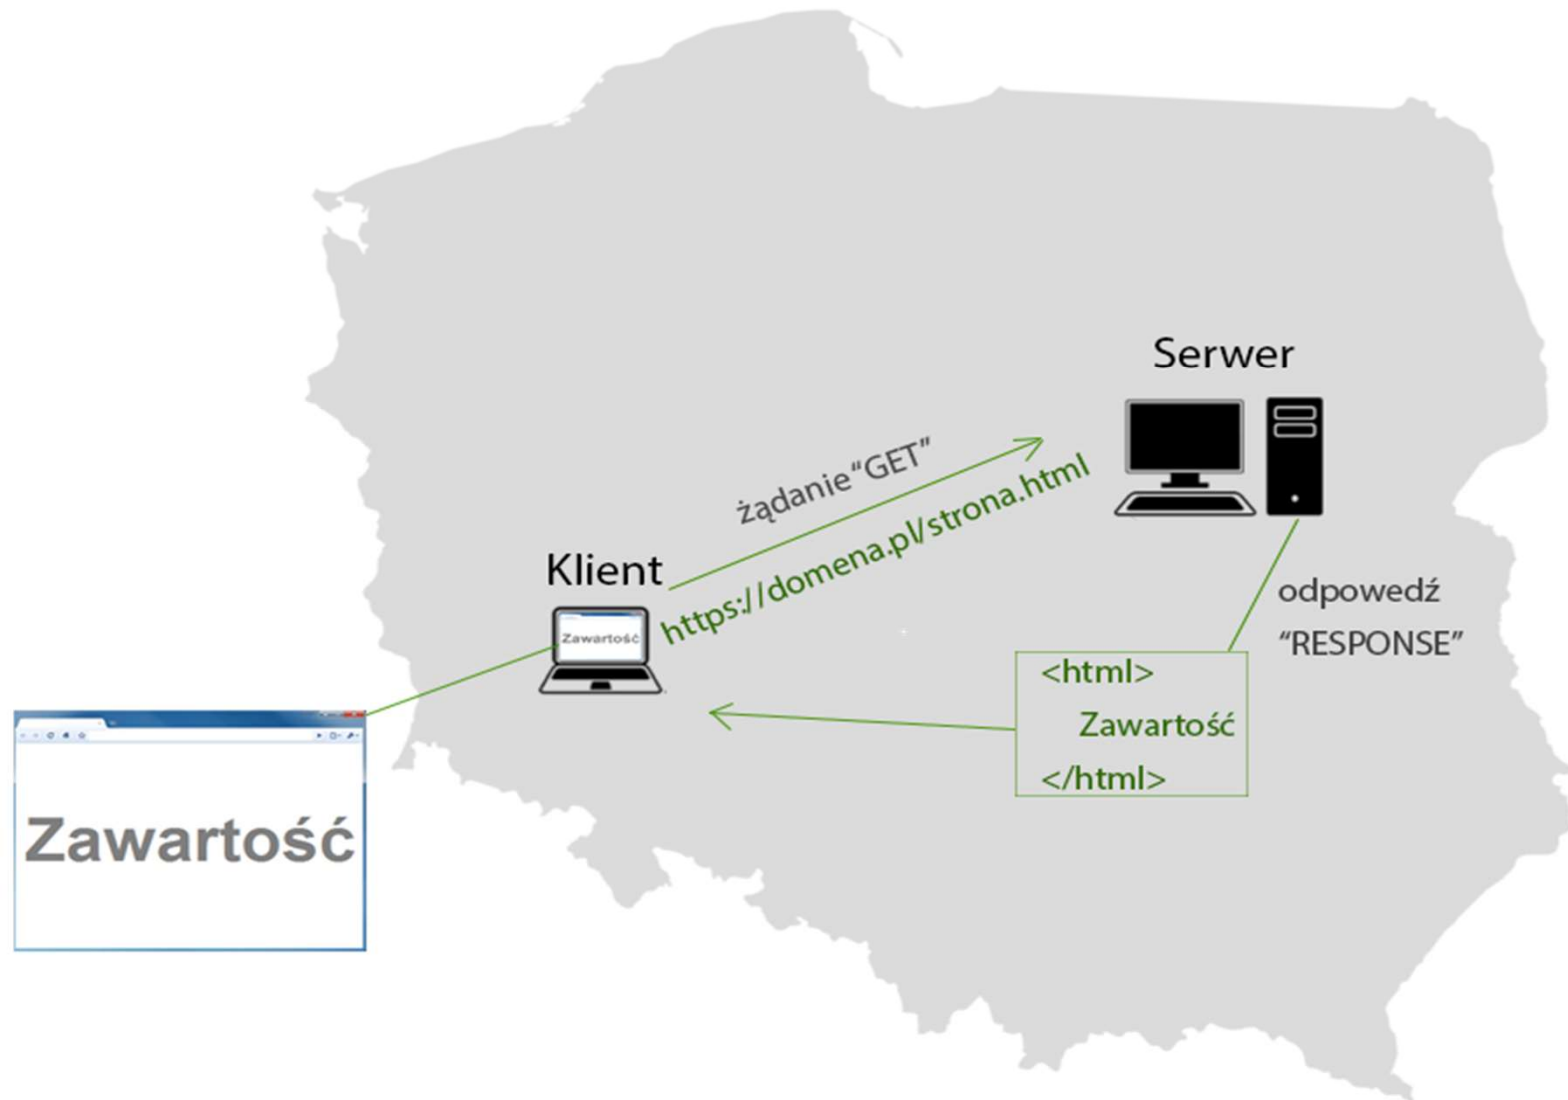 Serwer
żądanie“GET”
https://domena.pl/strona.html
Klient
Zawartość
odpowedź
“RESPONSE”
<html>
Zawartość
</html>
Zawartość